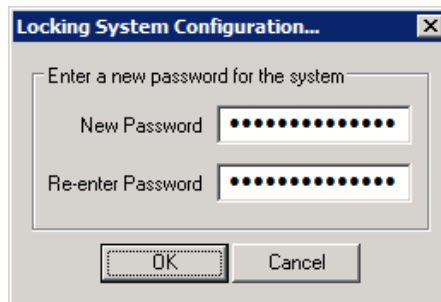 Locking System Configuration...
Enter a new password for the system
New Password ••••••••••••••
Re-enter Password ••••••••••••••
OK Cancel